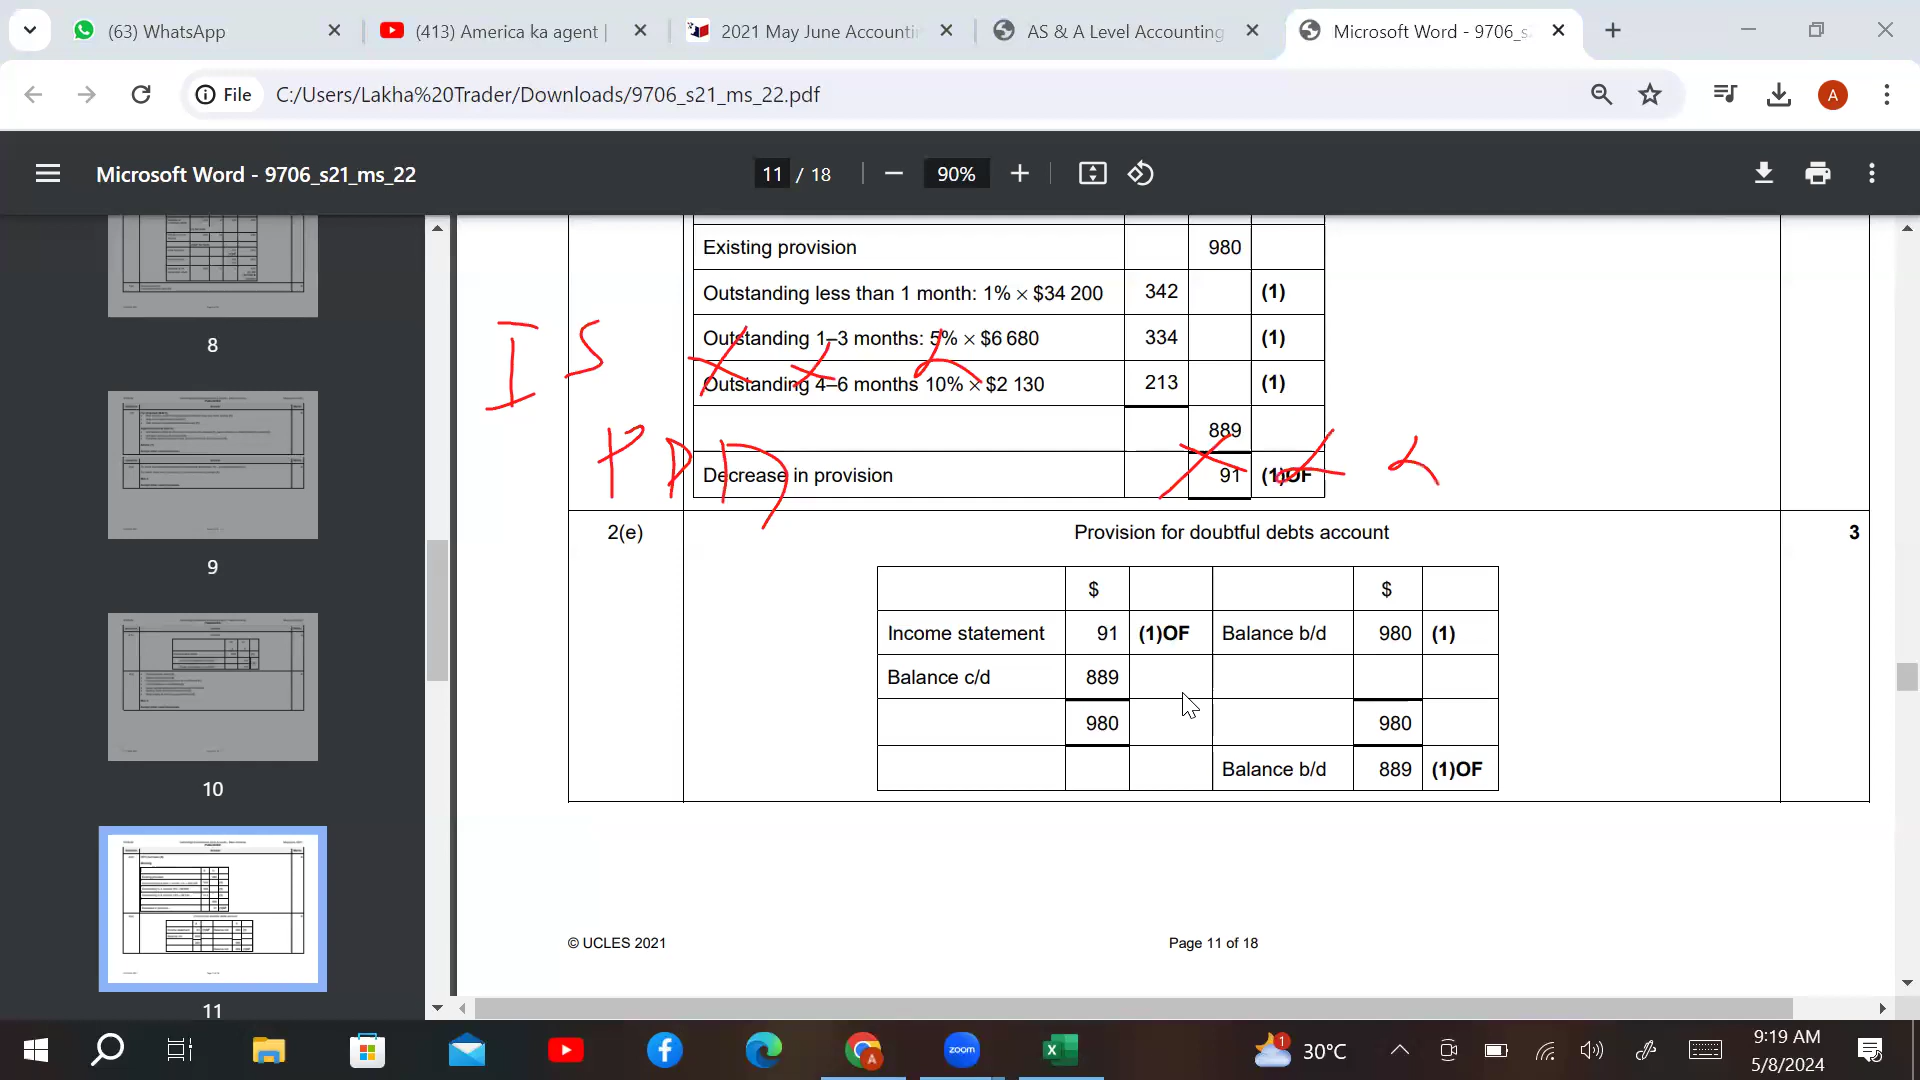 (63) WhatsApp
(413) America ka agent |
2021 May June Accountin
AS & A Level Accounting
Microsoft Word - 9706_s
File
C:/Users/Lakha%20Trader/Downloads/9706_s21_ms_22.pdf
A
Microsoft Word - 9706_s21_ms_22
11 / 18
90%
8
9
10
11
Existing provision 980
Outstanding less than 1 month: 1% × $34 200 342 (1)
Outstanding 1–3 months: 5% × $6 680 334 (1)
Outstanding 4–6 months 10% × $2 130 213 (1)
889
Decrease in provision 91 (1)OF
I S
PDD
2(e) Provision for doubtful debts account 3
$ $
Income statement 91 (1)OF Balance b/d 980 (1)
Balance c/d 889
980 980
Balance b/d 889 (1)OF
© UCLES 2021 Page 11 of 18
A
zoom
1
30°C
9:19 AM
5/8/2024